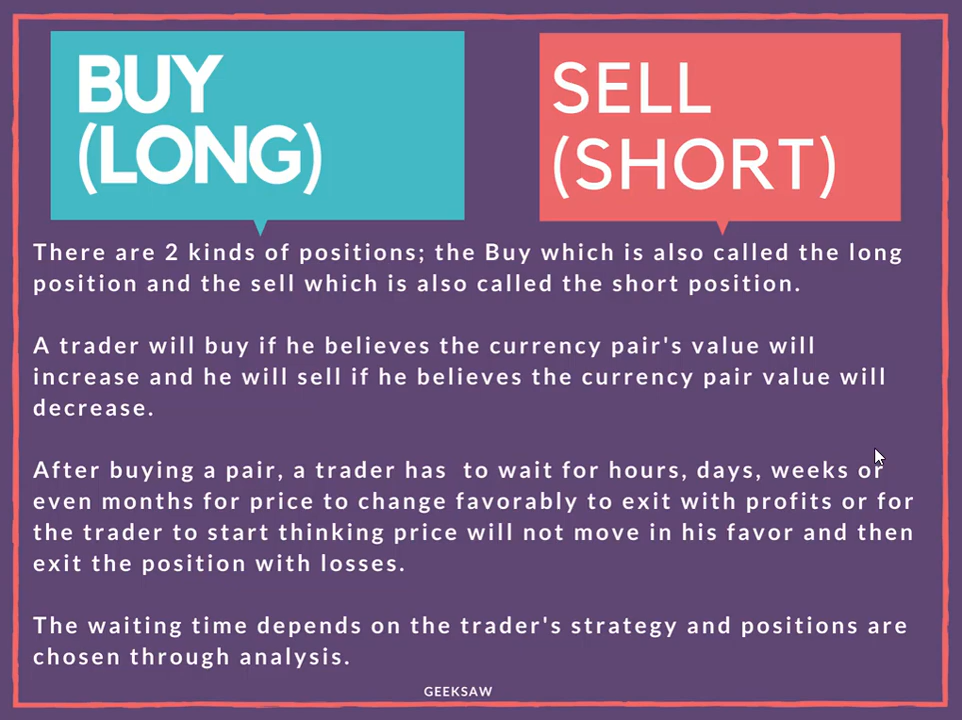 BUY
(LONG)
SELL
(SHORT)
There are 2 kinds of positions; the Buy which is also called the long
position and the sell which is also called the short position.
A trader will buy if he believes the currency pair's value will
increase and he will sell if he believes the currency pair value will
decrease.
After buying a pair, a trader has  to wait for hours, days, weeks or
even months for price to change favorably to exit with profits or for
the trader to start thinking price will not move in his favor and then
exit the position with losses.
The waiting time depends on the trader's strategy and positions are
chosen through analysis.
GEEKSAW